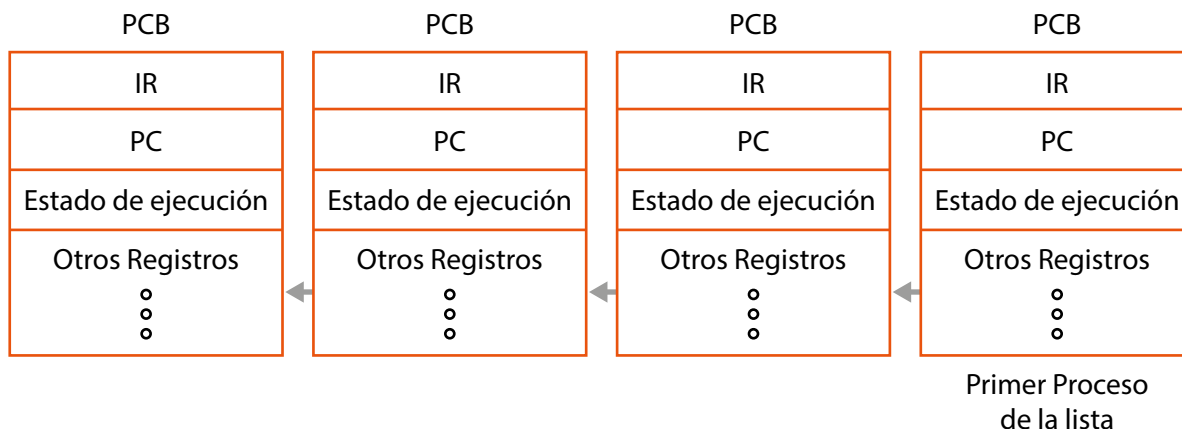 PCB
IR
PC
Estado de ejecución
Otros Registros
PCB
IR
PC
Estado de ejecución
Otros Registros
PCB
IR
PC
Estado de ejecución
Otros Registros
PCB
IR
PC
Estado de ejecución
Otros Registros
Primer Proceso
de la lista